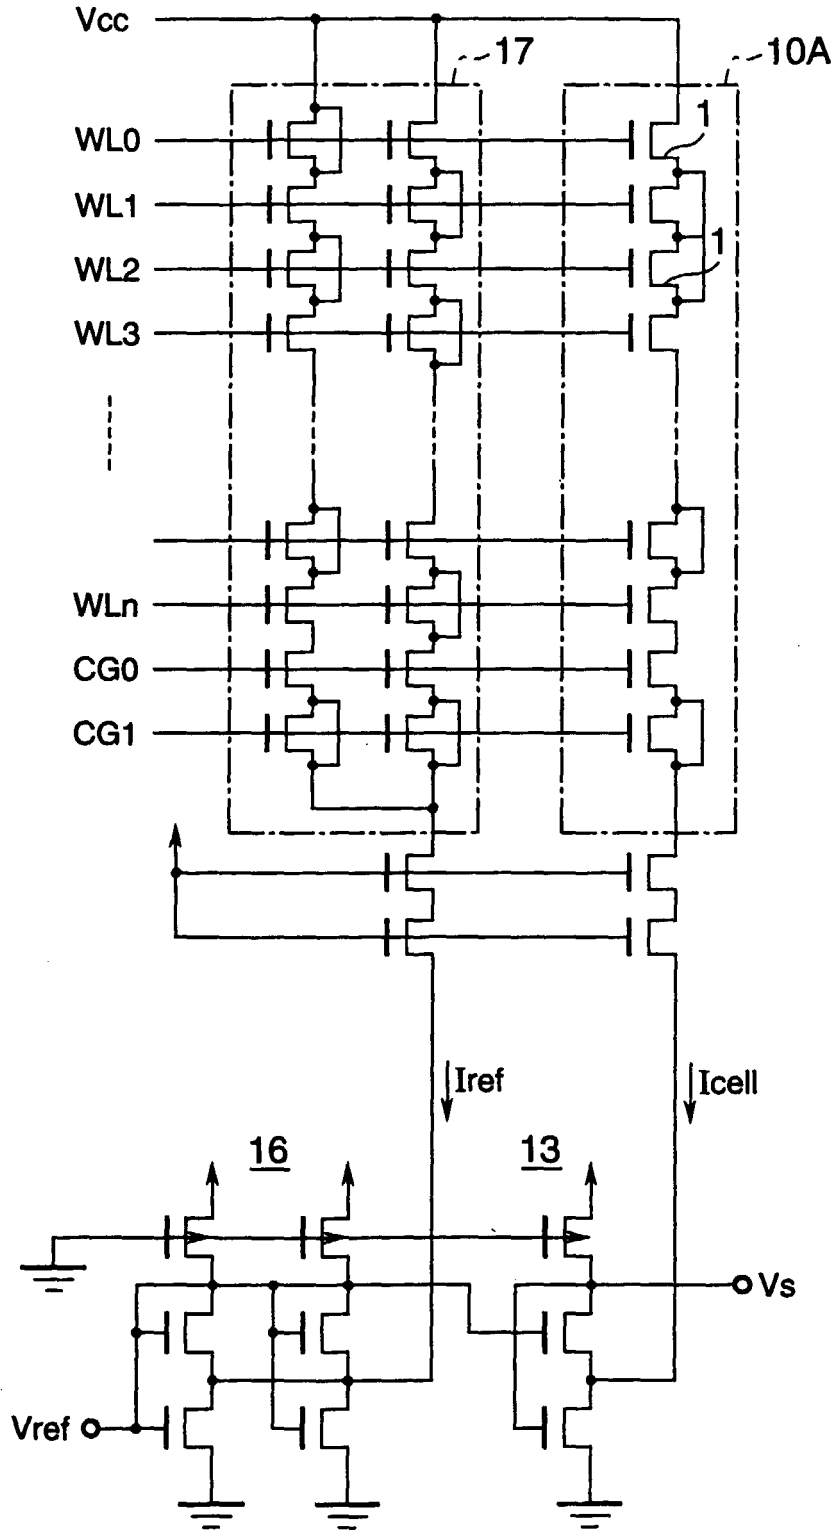 Vcc
17
10A
WL0
1
WL1
WL2
1
WL3
WLn
CG0
CG1
Iref
Icell
16
13
Vs
Vref